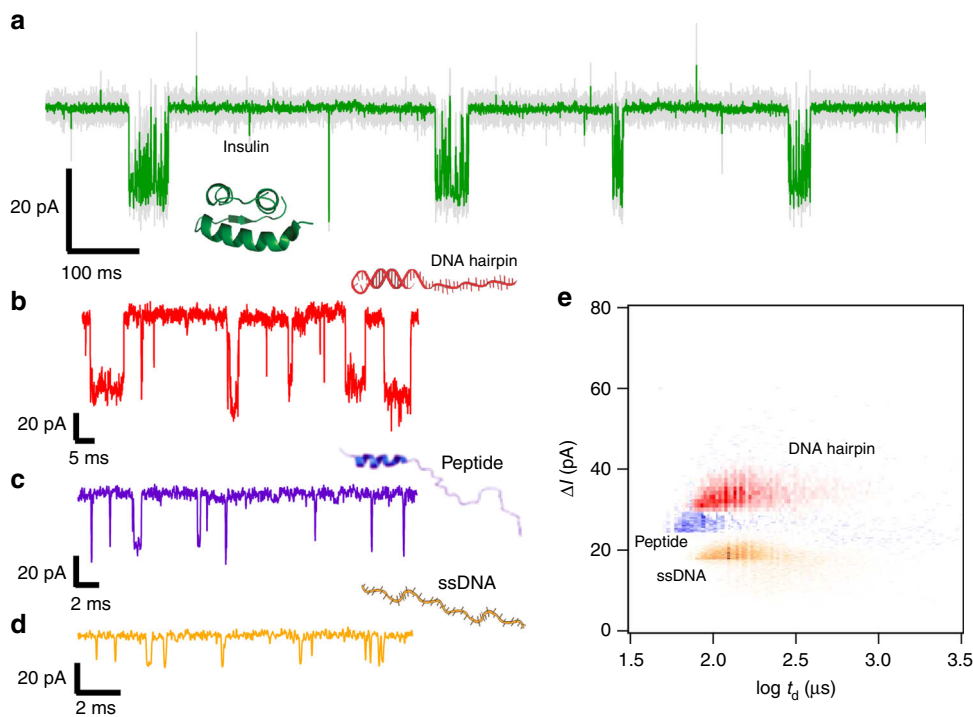 a
Insulin
20 pA
100 ms
DNA hairpin
b
20 pA
5 ms
Peptide
c
20 pA
2 ms
ssDNA
d
20 pA
2 ms
e
80
60
40
20
0
ΔI (pA)
DNA hairpin
Peptide
ssDNA
1.5 2.0 2.5 3.0 3.5
log td (μs)